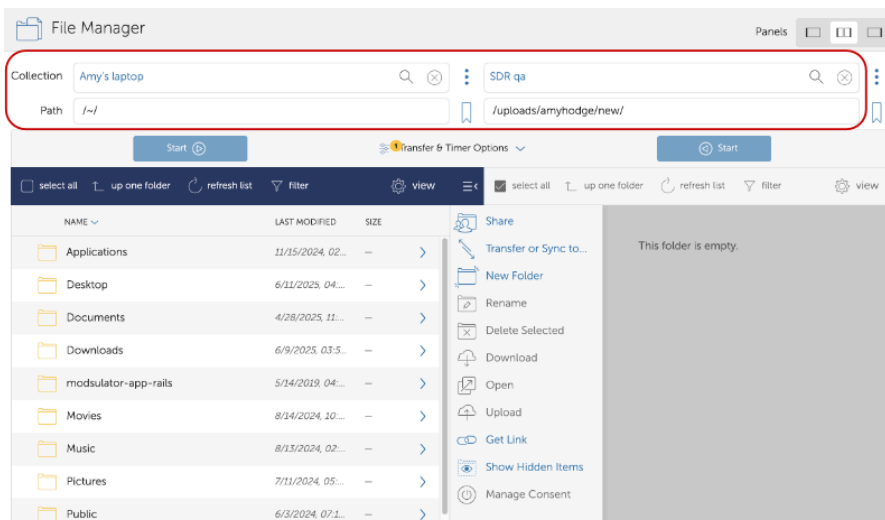 File Manager
Panels
Collection Amy's laptop SDR qa
Path /~/ /uploads/amyhodge/new/
Start 1 Transfer & Timer Options Start
select all up one folder refresh list filter view select all up one folder refresh list filter view
NAME LAST MODIFIED SIZE
Share
Applications 11/15/2024, 02... —
Transfer or Sync to...
This folder is empty.
Desktop 6/11/2025, 04:... —
New Folder
Documents 4/28/2025, 11:... —
Rename
Delete Selected
Downloads 6/9/2025, 03:5... —
Download
modsulator-app-rails 5/14/2019, 04:... —
Open
Movies 8/14/2024, 10:... —
Upload
Music 8/13/2024, 02:... —
Get Link
Show Hidden Items
Pictures 7/11/2024, 05:... —
Manage Consent
Public 6/3/2024, 07:1... —